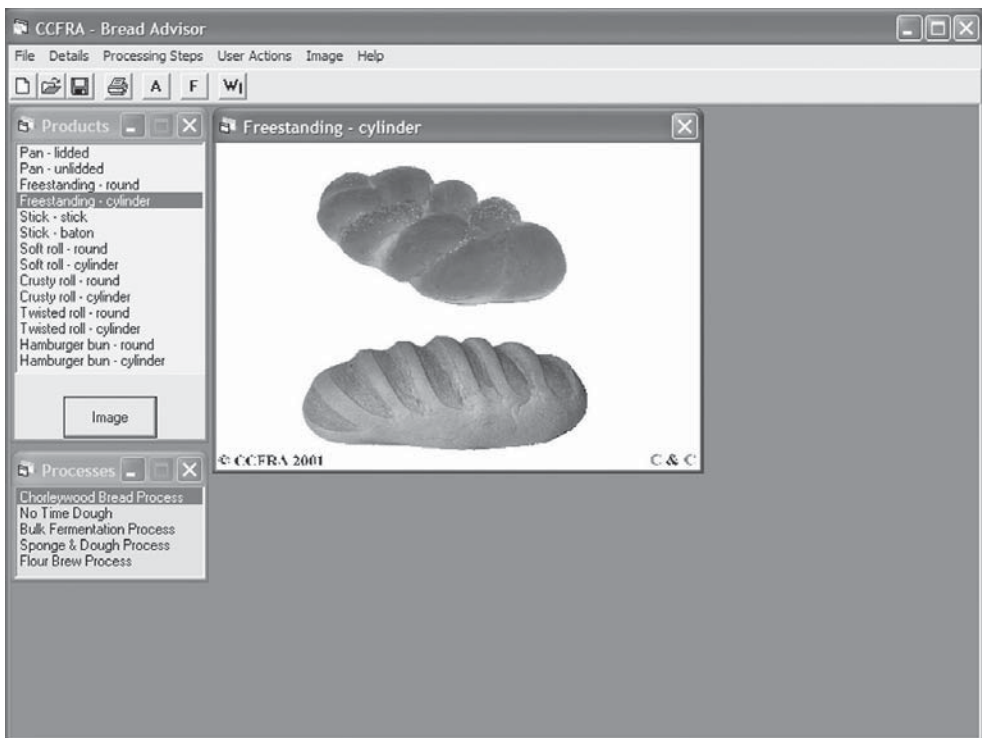 CCFRA - Bread Advisor
File Details Processing Steps User Actions Image Help
A F W|
Products
Pan - lidded
Pan - unlidded
Freestanding - round
Freestanding - cylinder
Stick - stick
Stick - baton
Soft roll - round
Soft roll - cylinder
Crusty roll - round
Crusty roll - cylinder
Twisted roll - round
Twisted roll - cylinder
Hamburger bun - round
Hamburger bun - cylinder
Image
Freestanding - cylinder
© CCFRA 2001
C & C
Processes
Chorleywood Bread Process
No Time Dough
Bulk Fermentation Process
Sponge & Dough Process
Flour Brew Process